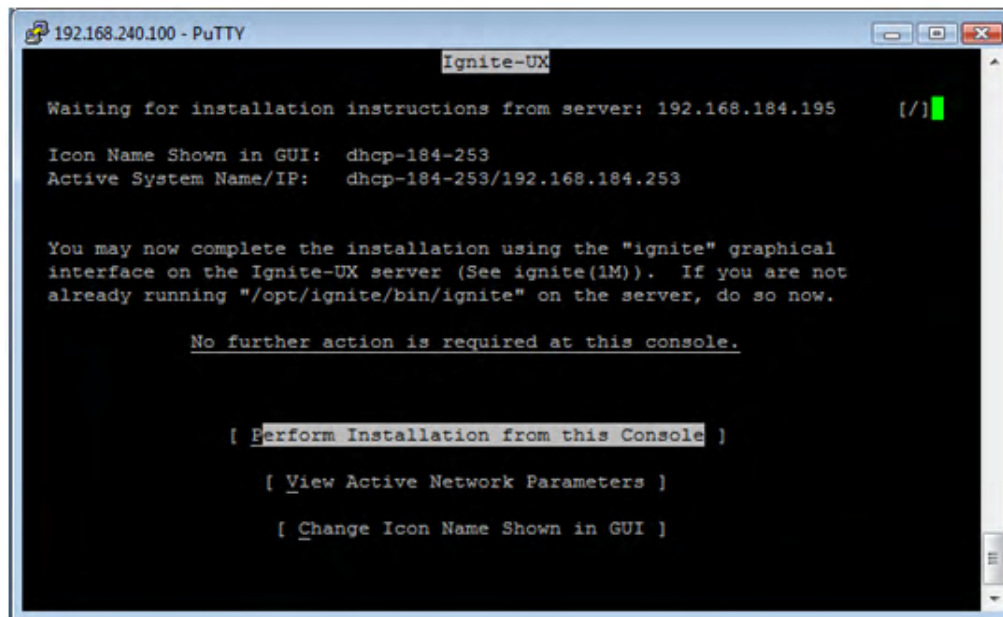 192.168.240.100 - PuTTY
Ignite-UX
Waiting for installation instructions from server: 192.168.184.195 [/]
Icon Name Shown in GUI: dhcp-184-253
Active System Name/IP: dhcp-184-253/192.168.184.253
You may now complete the installation using the "ignite" graphical
interface on the Ignite-UX server (See ignite(1M)). If you are not
already running "/opt/ignite/bin/ignite" on the server, do so now.
No further action is required at this console.
[ Perform Installation from this Console ]
[ View Active Network Parameters ]
[ Change Icon Name Shown in GUI ]